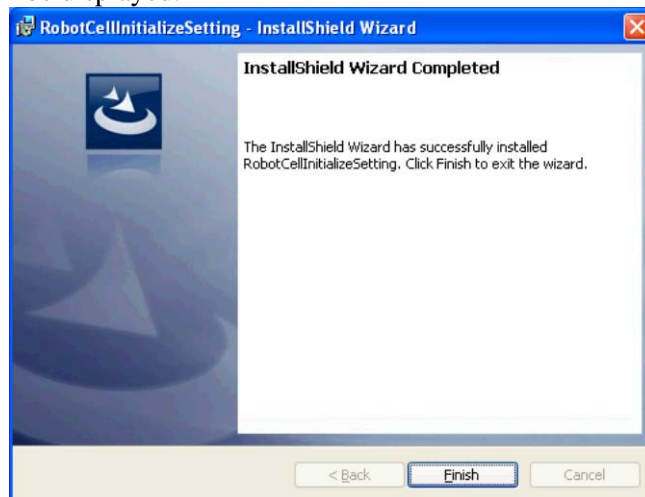 RobotCellInitializeSetting - InstallShield Wizard
InstallShield Wizard Completed
The InstallShield Wizard has successfully installed
RobotCellInitializeSetting. Click Finish to exit the wizard.
< Back
Finish
Cancel